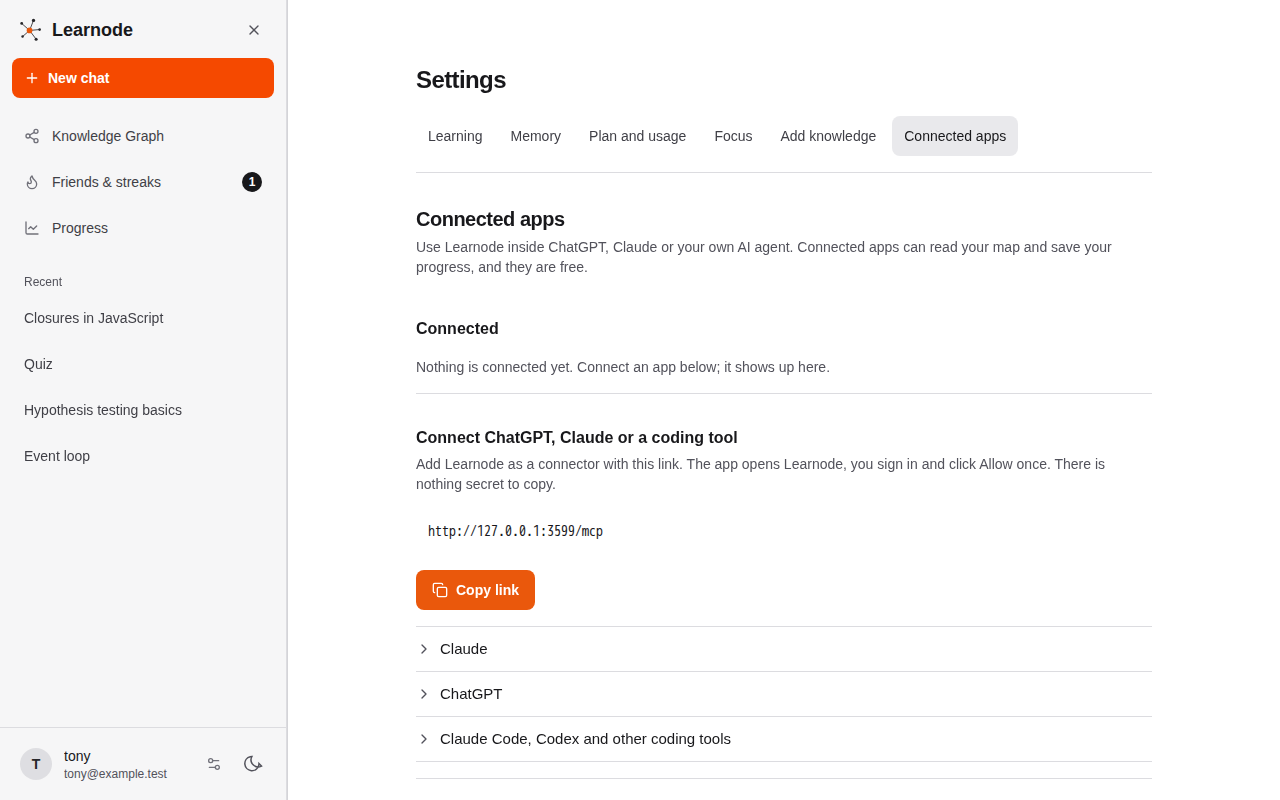 Learnode
New chat
Knowledge Graph
Friends & streaks
1
Progress
Recent
Closures in JavaScript
Quiz
Hypothesis testing basics
Event loop
T
tony
tony@example.test
Settings
Learning
Memory
Plan and usage
Focus
Add knowledge
Connected apps
Connected apps
Use Learnode inside ChatGPT, Claude or your own AI agent. Connected apps can read your map and save your
progress, and they are free.
Connected
Nothing is connected yet. Connect an app below; it shows up here.
Connect ChatGPT, Claude or a coding tool
Add Learnode as a connector with this link. The app opens Learnode, you sign in and click Allow once. There is
nothing secret to copy.
http://127.0.0.1:3599/mcp
Copy link
Claude
ChatGPT
Claude Code, Codex and other coding tools